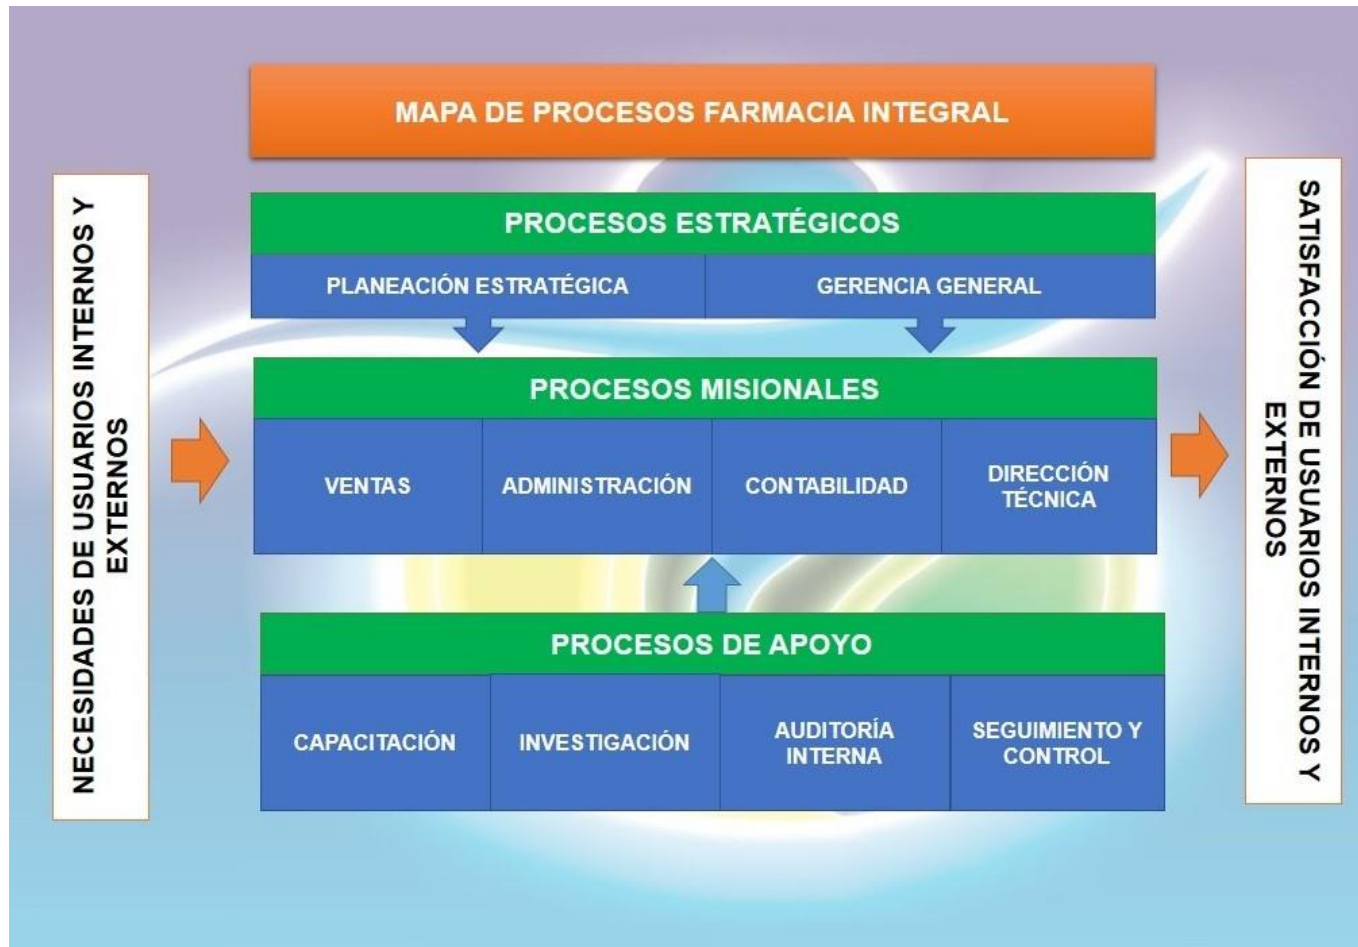 MAPA DE PROCESOS FARMACIA INTEGRAL
NECESIDADES DE USUARIOS INTERNOS Y
EXTERNOS
PROCESOS ESTRATÉGICOS
PLANEACIÓN ESTRATÉGICA
GERENCIA GENERAL
PROCESOS MISIONALES
VENTAS
ADMINISTRACIÓN
CONTABILIDAD
DIRECCIÓN
TÉCNICA
PROCESOS DE APOYO
CAPACITACIÓN
INVESTIGACIÓN
AUDITORÍA
INTERNA
SEGUIMIENTO Y
CONTROL
SATISFACCIÓN DE USUARIOS INTERNOS Y
EXTERNOS